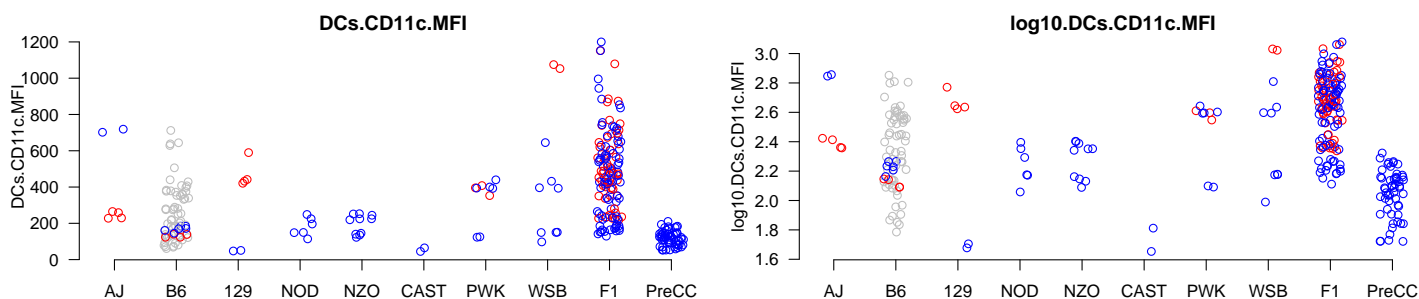 DCs.CD11c.MFI
DCs.CD11c.MFI
1200
1000
800
600
400
200
0
AJ B6 129 NOD NZO CAST PWK WSB F1 PreCC
log10.DCs.CD11c.MFI
log10.DCs.CD11c.MFI
3.0
2.8
2.6
2.4
2.2
2.0
1.8
1.6
AJ B6 129 NOD NZO CAST PWK WSB F1 PreCC